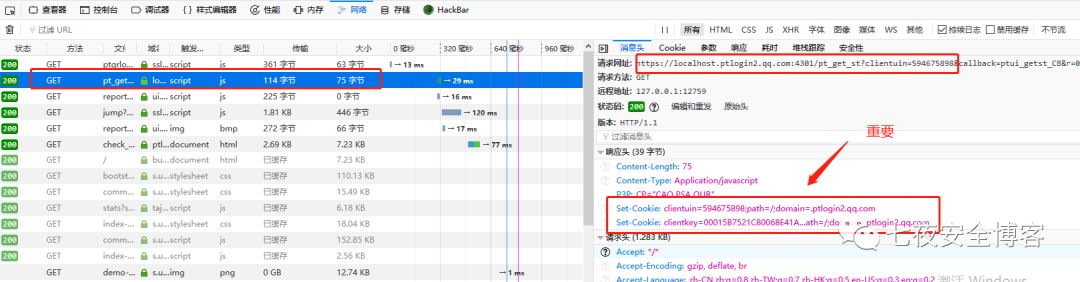 查看器 控制台 调试器 {} 样式编辑器 性能 内存 网络 存储 HackBar
过滤 URL
所有 HTML CSS JS XHR 字体 图像 媒体 WS 其他 持续日志 禁用缓存 不节流
状态 方法 文 域 触发... 类型 传输 大小 0 毫秒 320 毫秒 640 毫秒 960 毫秒
200 GET ptqrlo... ssl... script js 361 字节 63 字节 → 13 ms
200 GET pt_get... lo... script js 114 字节 75 字节 → 29 ms
200 GET report... ui... script js 225 字节 0 字节 → 16 ms
200 GET jump?... ssl... script js 1.81 KB 446 字节 → 120 ms
200 GET report... ui... img bmp 272 字节 66 字节 → 17 ms
200 GET check_... ptl... document html 2.69 KB 7.23 KB → 77 ms
200 GET / bu... document html 已缓存 7.23 KB
200 GET bootst... s.u... stylesheet css 已缓存 110.13 KB
200 GET comm... s.u... stylesheet css 已缓存 15.49 KB
200 GET stats?s... ta... script js 已缓存 6.58 KB
200 GET index-... s.u... stylesheet css 已缓存 18.04 KB
200 GET comm... s.u... script js 已缓存 152.85 KB
200 GET index-... s.u... script js 已缓存 2.56 KB
GET demo-... s.u... img png 0 GB 12.74 KB → 1 ms
消息头 Cookie 参数 响应 耗时 堆栈跟踪 安全性
请求网址: https://localhost.ptlogin2.qq.com:4301/pt_get_st?clientuin=594675898&callback=ptui_getst_CB&r=0
请求方法: GET
远程地址: 127.0.0.1:12759
状态码: 200 编辑和重发 原始头
版本: HTTP/1.1
过滤消息头
重要
响应头 (39 字节)
Content-Length: 75
Content-Type: Application/javascript
P3P: CP="CAO PSA OUR"
Set-Cookie: clientuin=594675898;path=/;domain=.ptlogin2.qq.com
Set-Cookie: clientkey=00015B7521C80068E41A...ath=/;do ptlogin2.qq.com
请求头 (1.283 KB)
Accept: */*
Accept-Encoding: gzip, deflate, br
Accept-Language: zh-CN,zh;q=0.8,zh-TW;q=0.7,zh-HK;q=0.5,en-US;q=0.3,en;q=0.2
七夜安全博客
激活 Windows